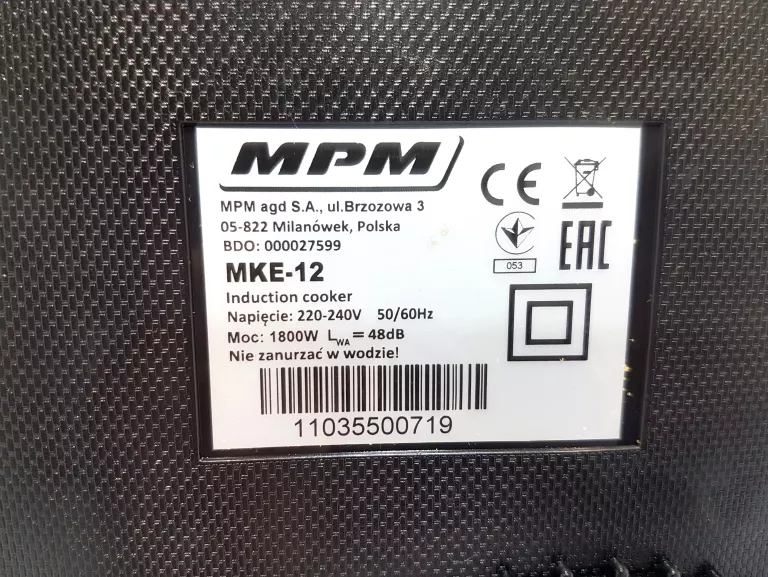 MPM
MPM agd S.A., ul.Brzozowa 3
05-822 Milanówek, Polska
BDO: 000027599
MKE-12
Induction cooker
Napięcie: 220-240V 50/60Hz
Moc: 1800W LWA = 48dB
Nie zanurzać w wodzie!
11035500719
CE
053
EAC